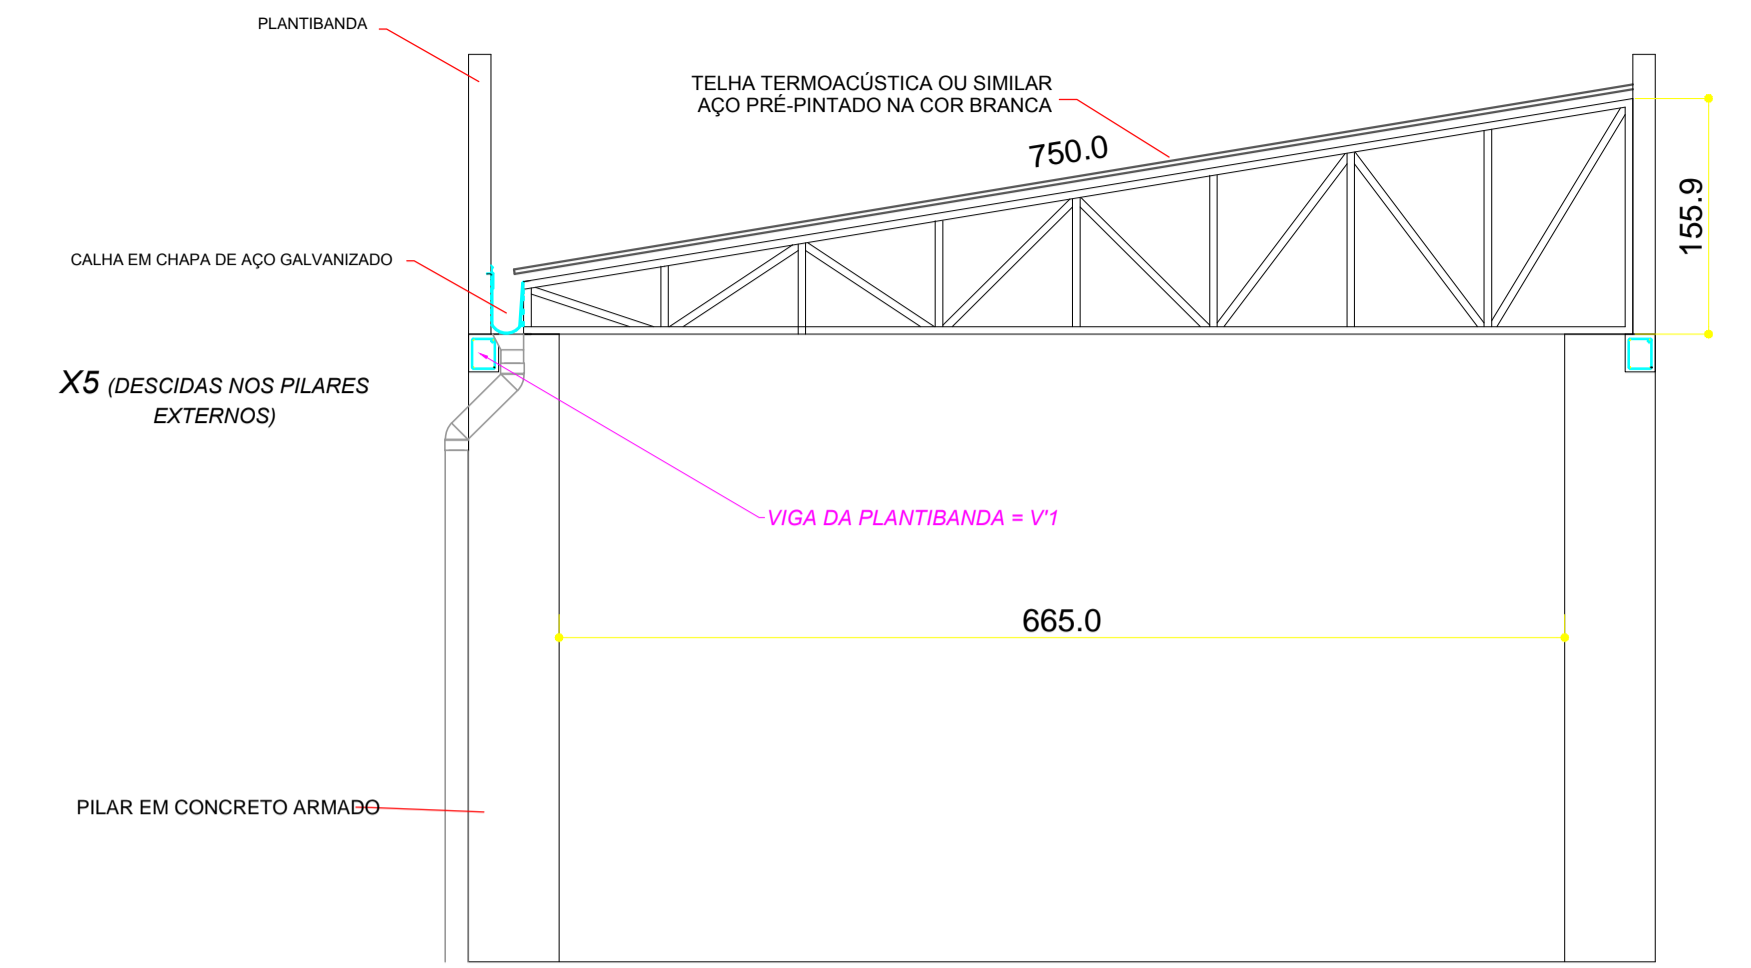 PLANTIBANDA
TELHA TERMOACÚSTICA OU SIMILAR
AÇO PRÉ-PINTADO NA COR BRANCA
750.0
155.9
CALHA EM CHAPA DE AÇO GALVANIZADO
X5 (DESCIDAS NOS PILARES
EXTERNOS)
VIGA DA PLANTIBANDA = V'1
665.0
PILAR EM CONCRETO ARMADO